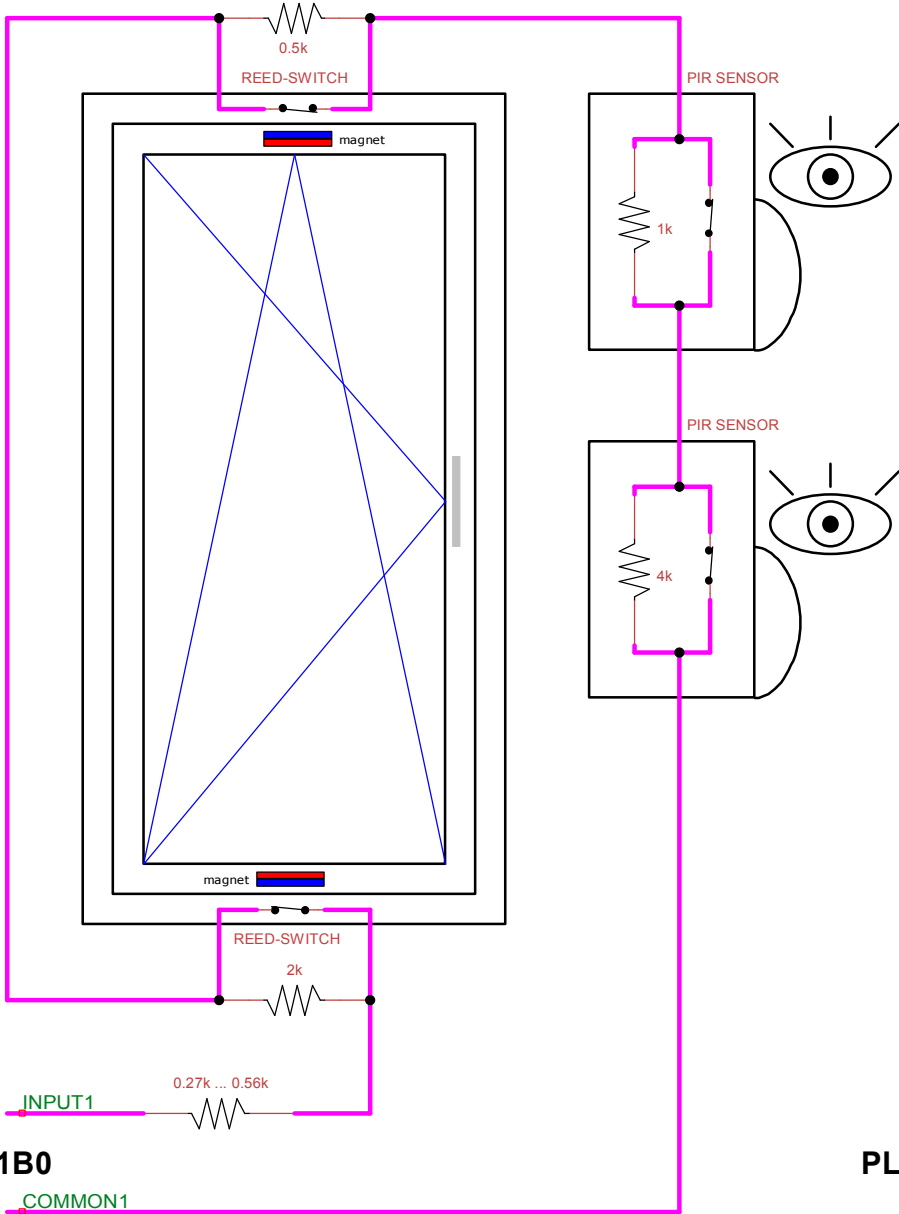 0.5k
REED-SWITCH
PIR SENSOR
magnet
1k
PIR SENSOR
4k
magnet
REED-SWITCH
2k
0.27k ... 0.56k
INPUT1
1B0
PL
COMMON1